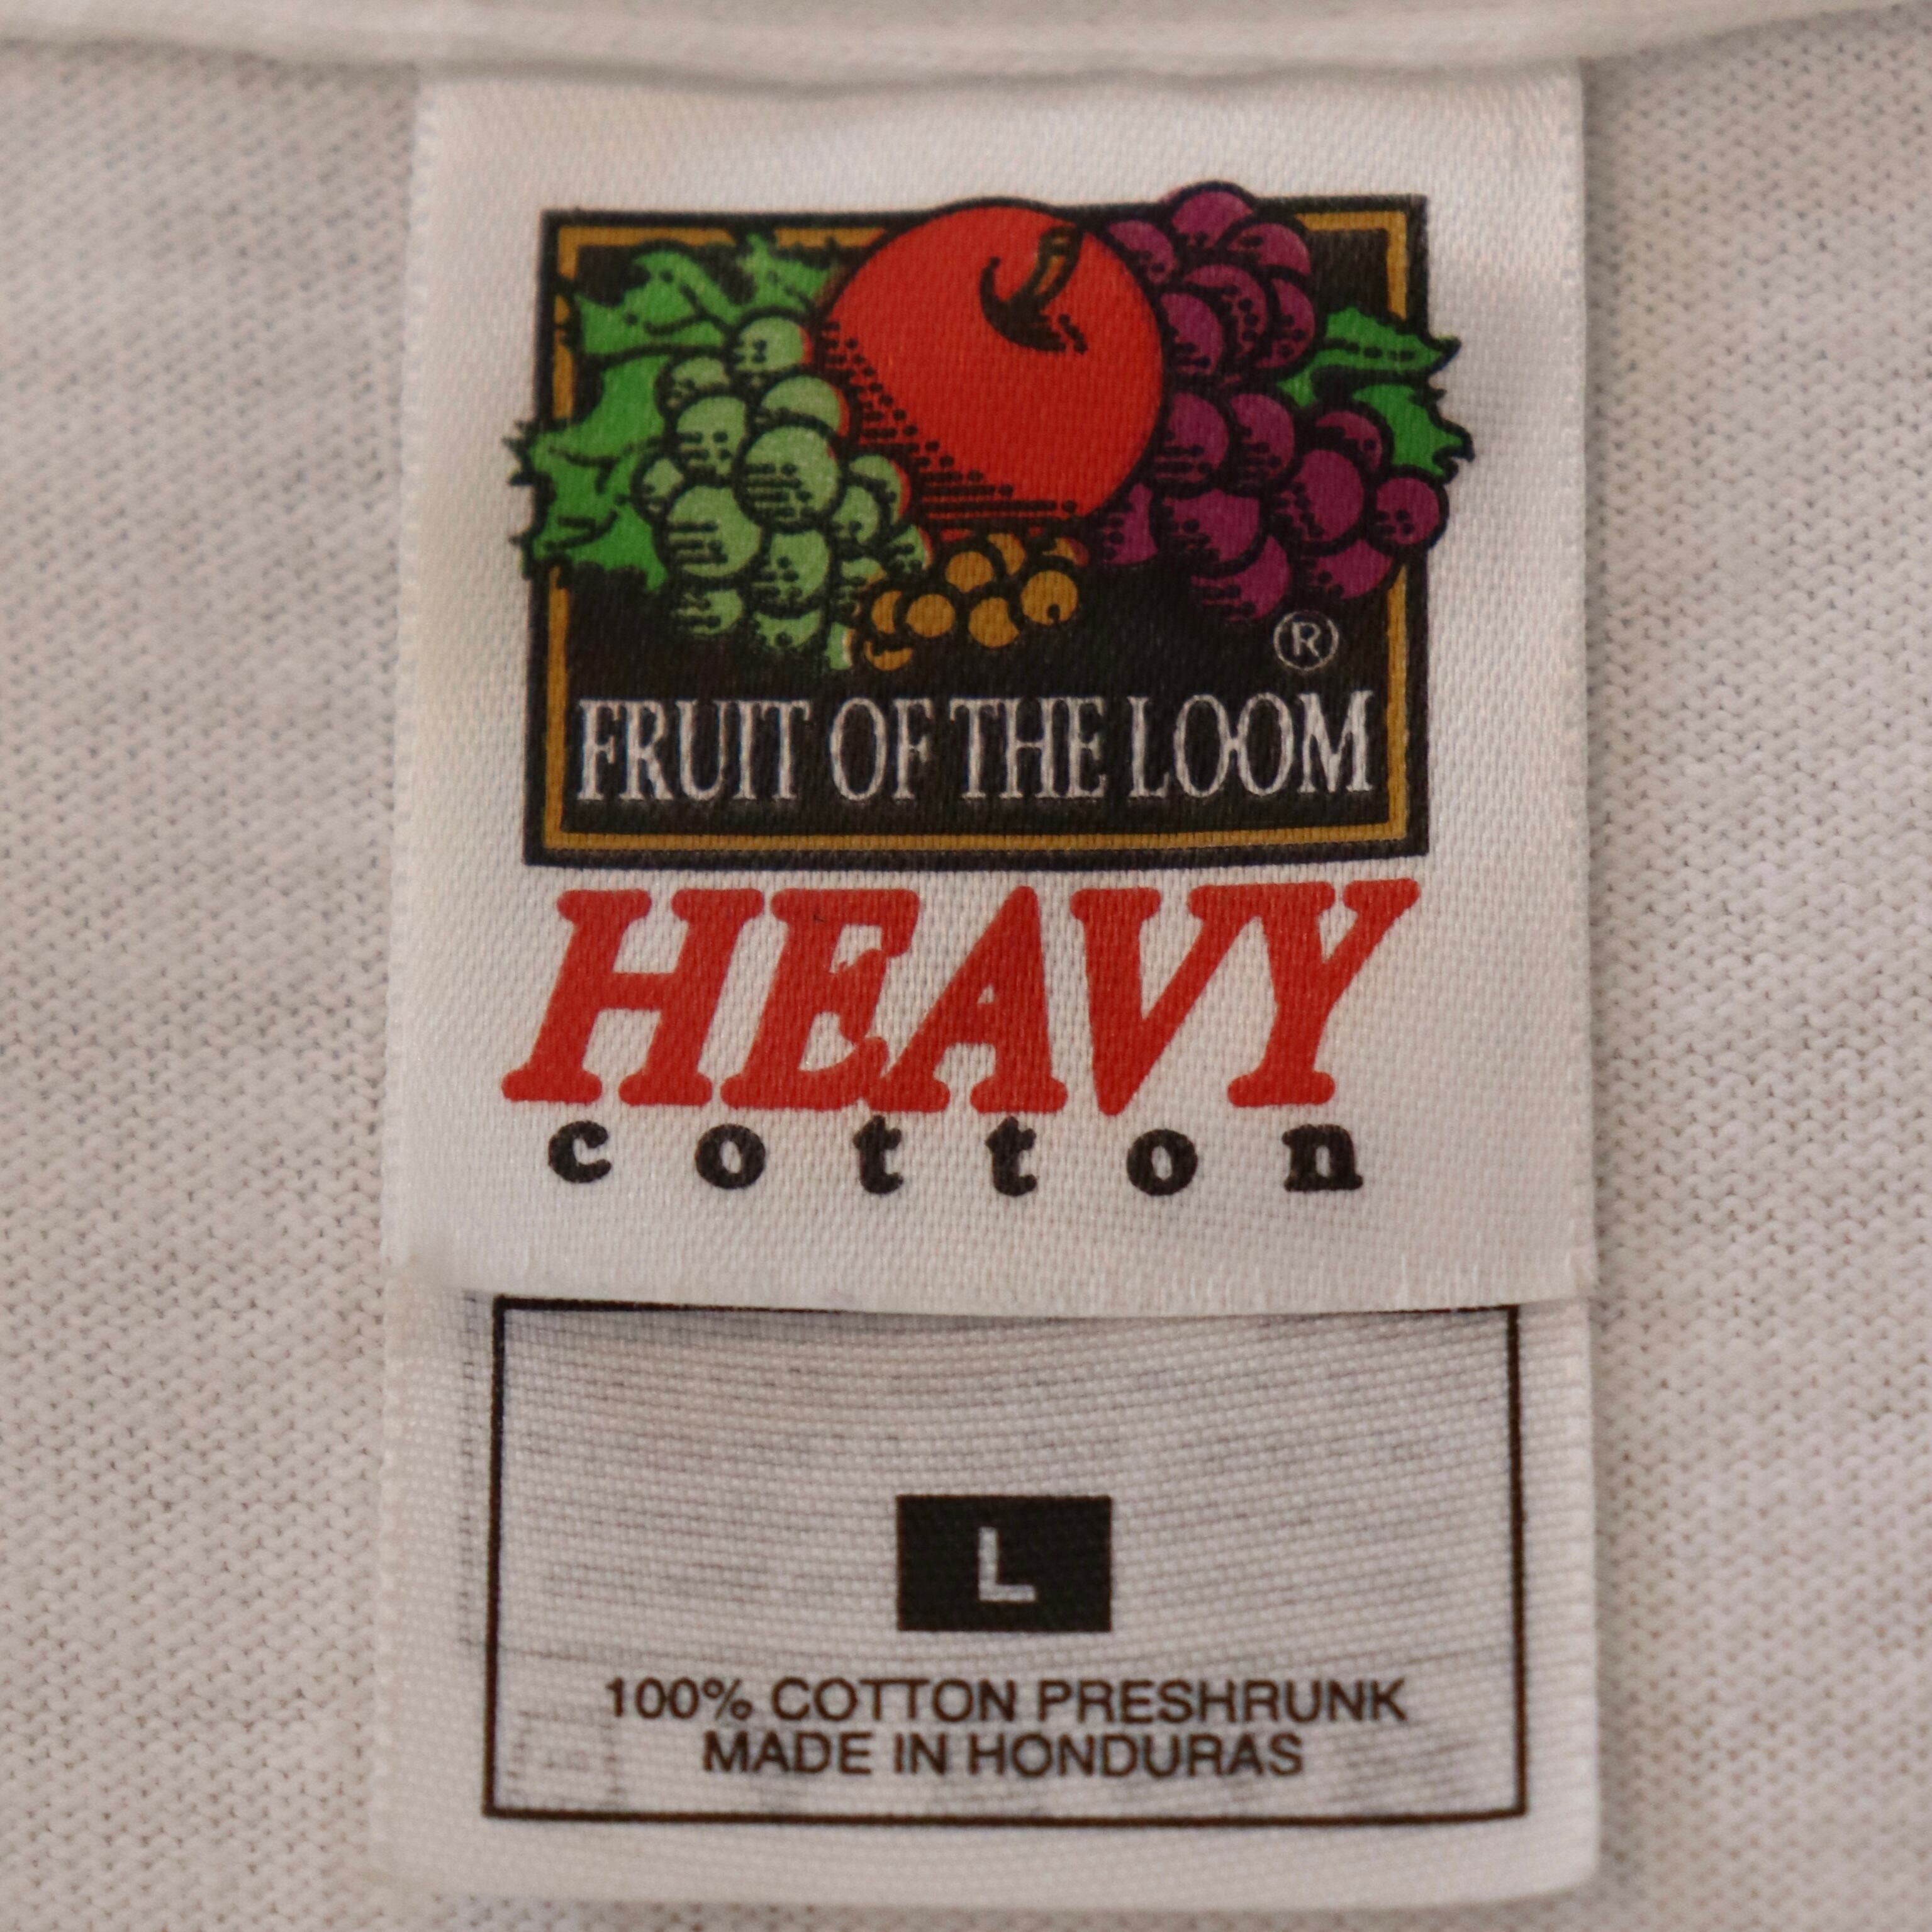 ®
FRUIT OF THE LOOM
HEAVY
cotton
L
100% COTTON PRESHRUNK
MADE IN HONDURAS